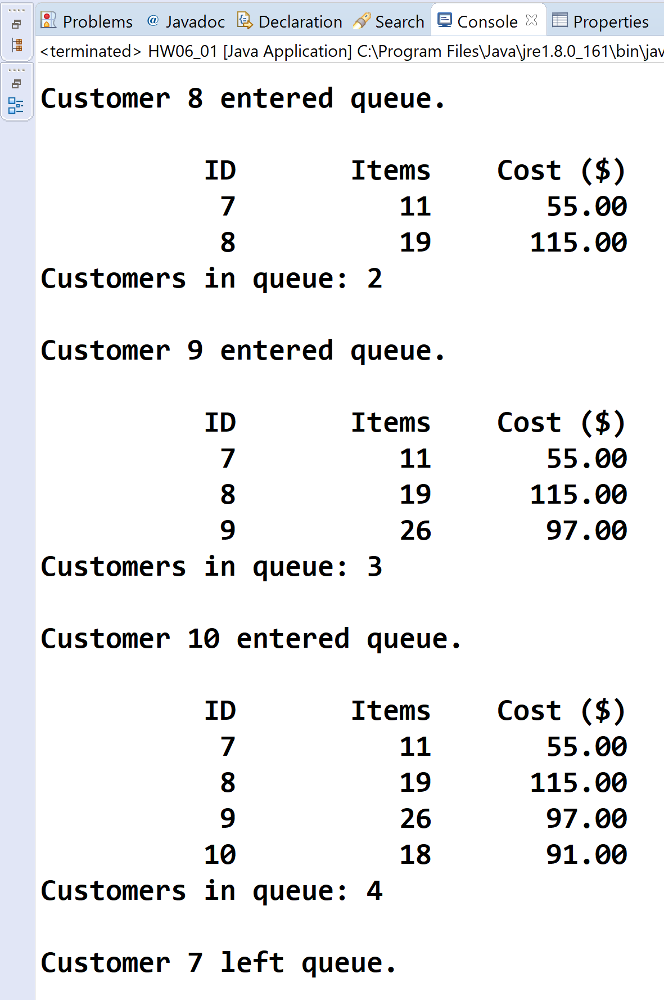 Problems @ Javadoc Declaration Search Console Properties
<terminated> HW06_01 [Java Application] C:\Program Files\Java\jre1.8.0_161\bin\jav
Customer 8 entered queue.
ID Items Cost ($)
7 11 55.00
8 19 115.00
Customers in queue: 2
Customer 9 entered queue.
ID Items Cost ($)
7 11 55.00
8 19 115.00
9 26 97.00
Customers in queue: 3
Customer 10 entered queue.
ID Items Cost ($)
7 11 55.00
8 19 115.00
9 26 97.00
10 18 91.00
Customers in queue: 4
Customer 7 left queue.